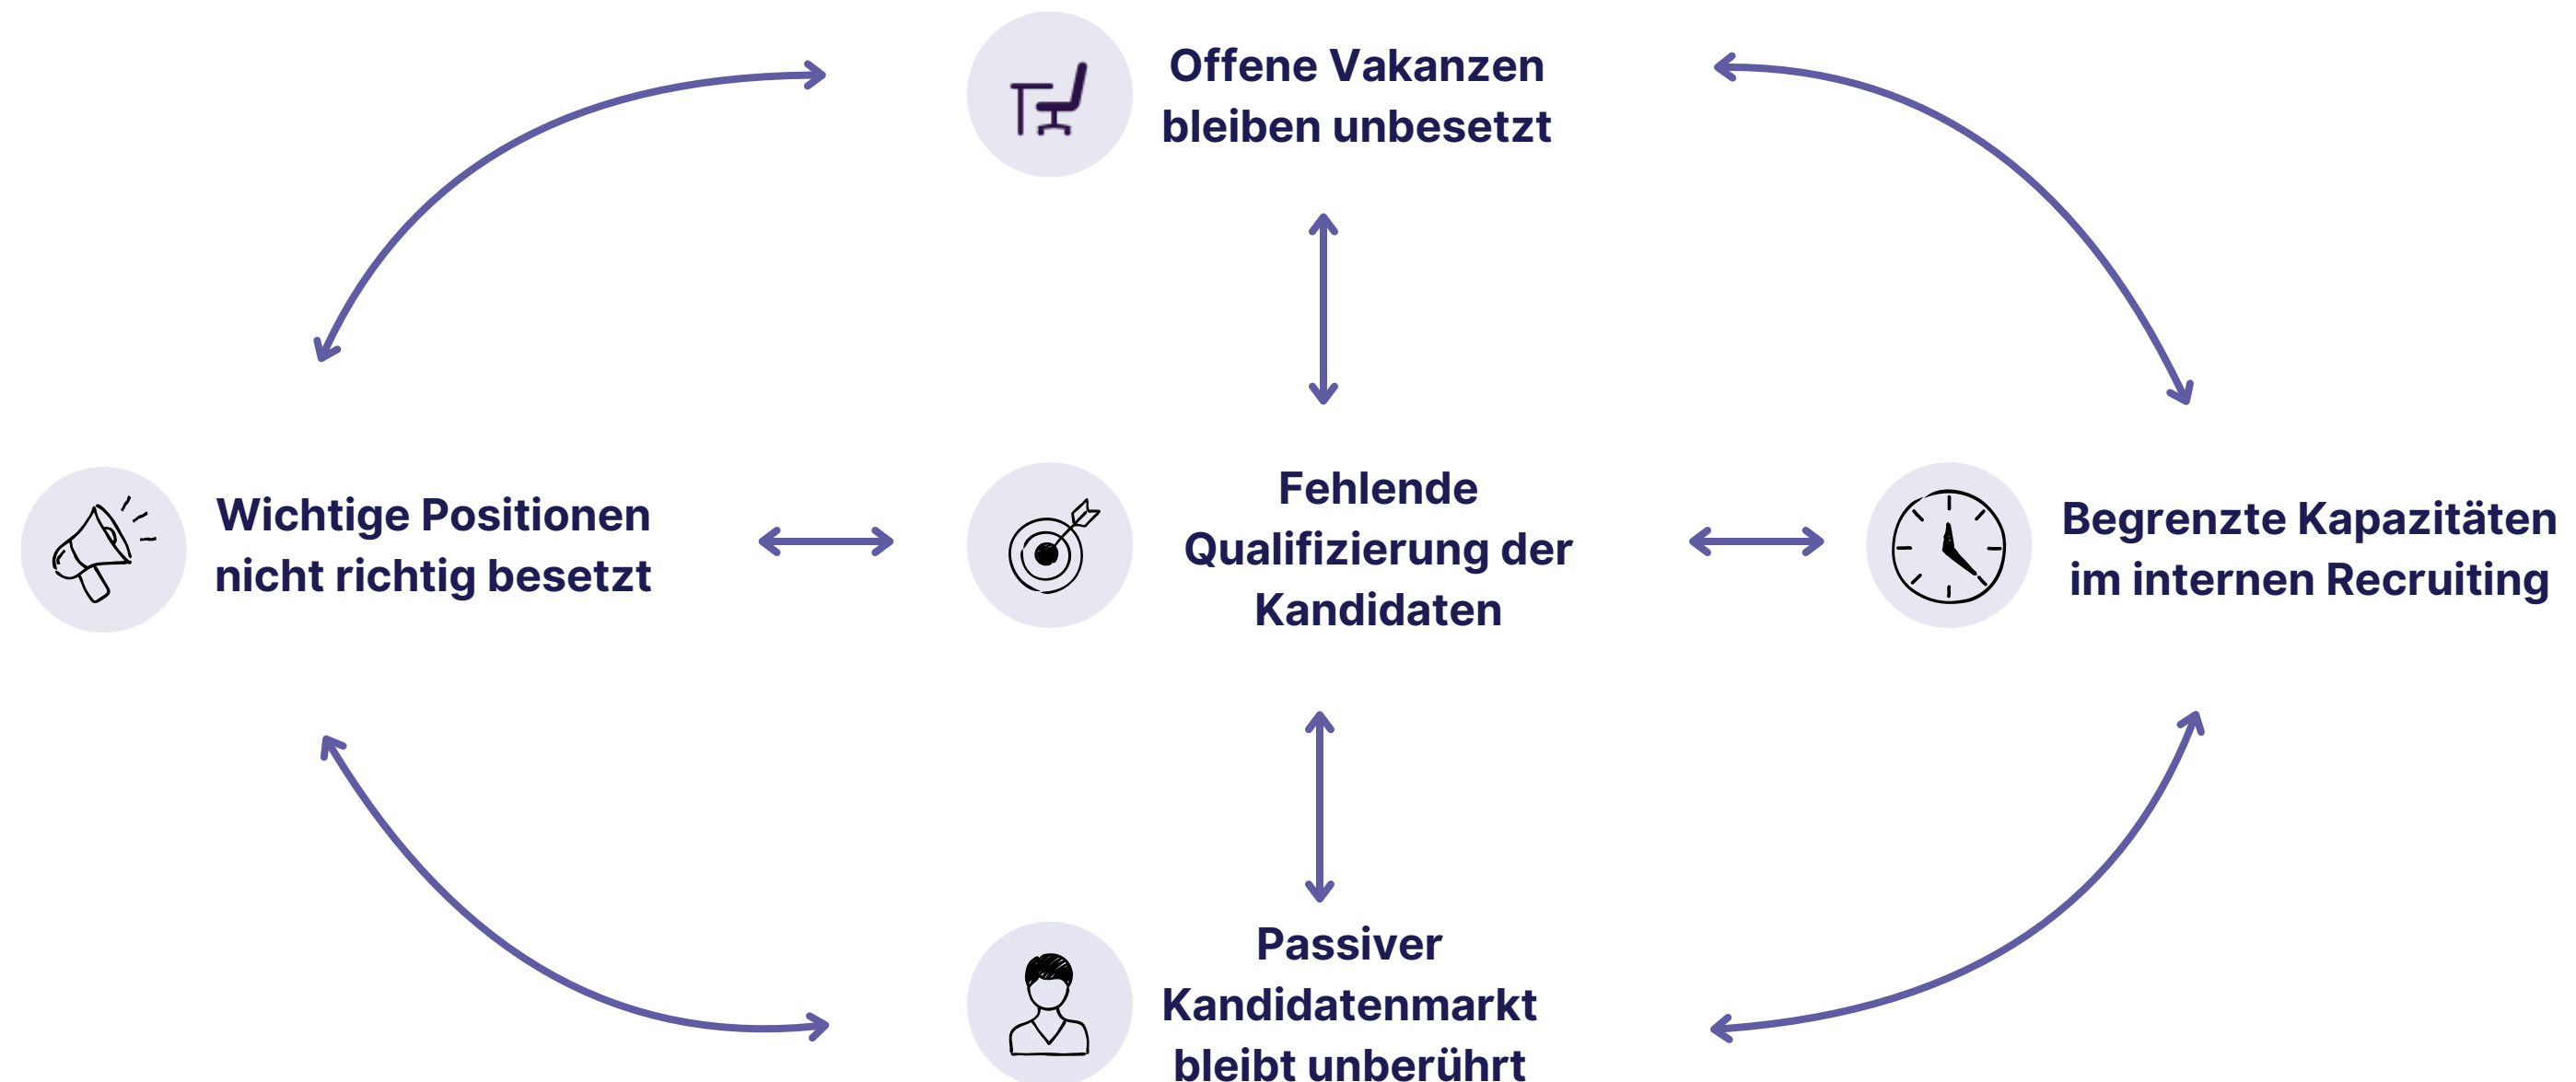 Offene Vakanzen
bleiben unbesetzt
Wichtige Positionen
nicht richtig besetzt
Fehlende
Qualifizierung der
Kandidaten
Begrenzte Kapazitäten
im internen Recruiting
Passiver
Kandidatenmarkt
bleibt unberührt